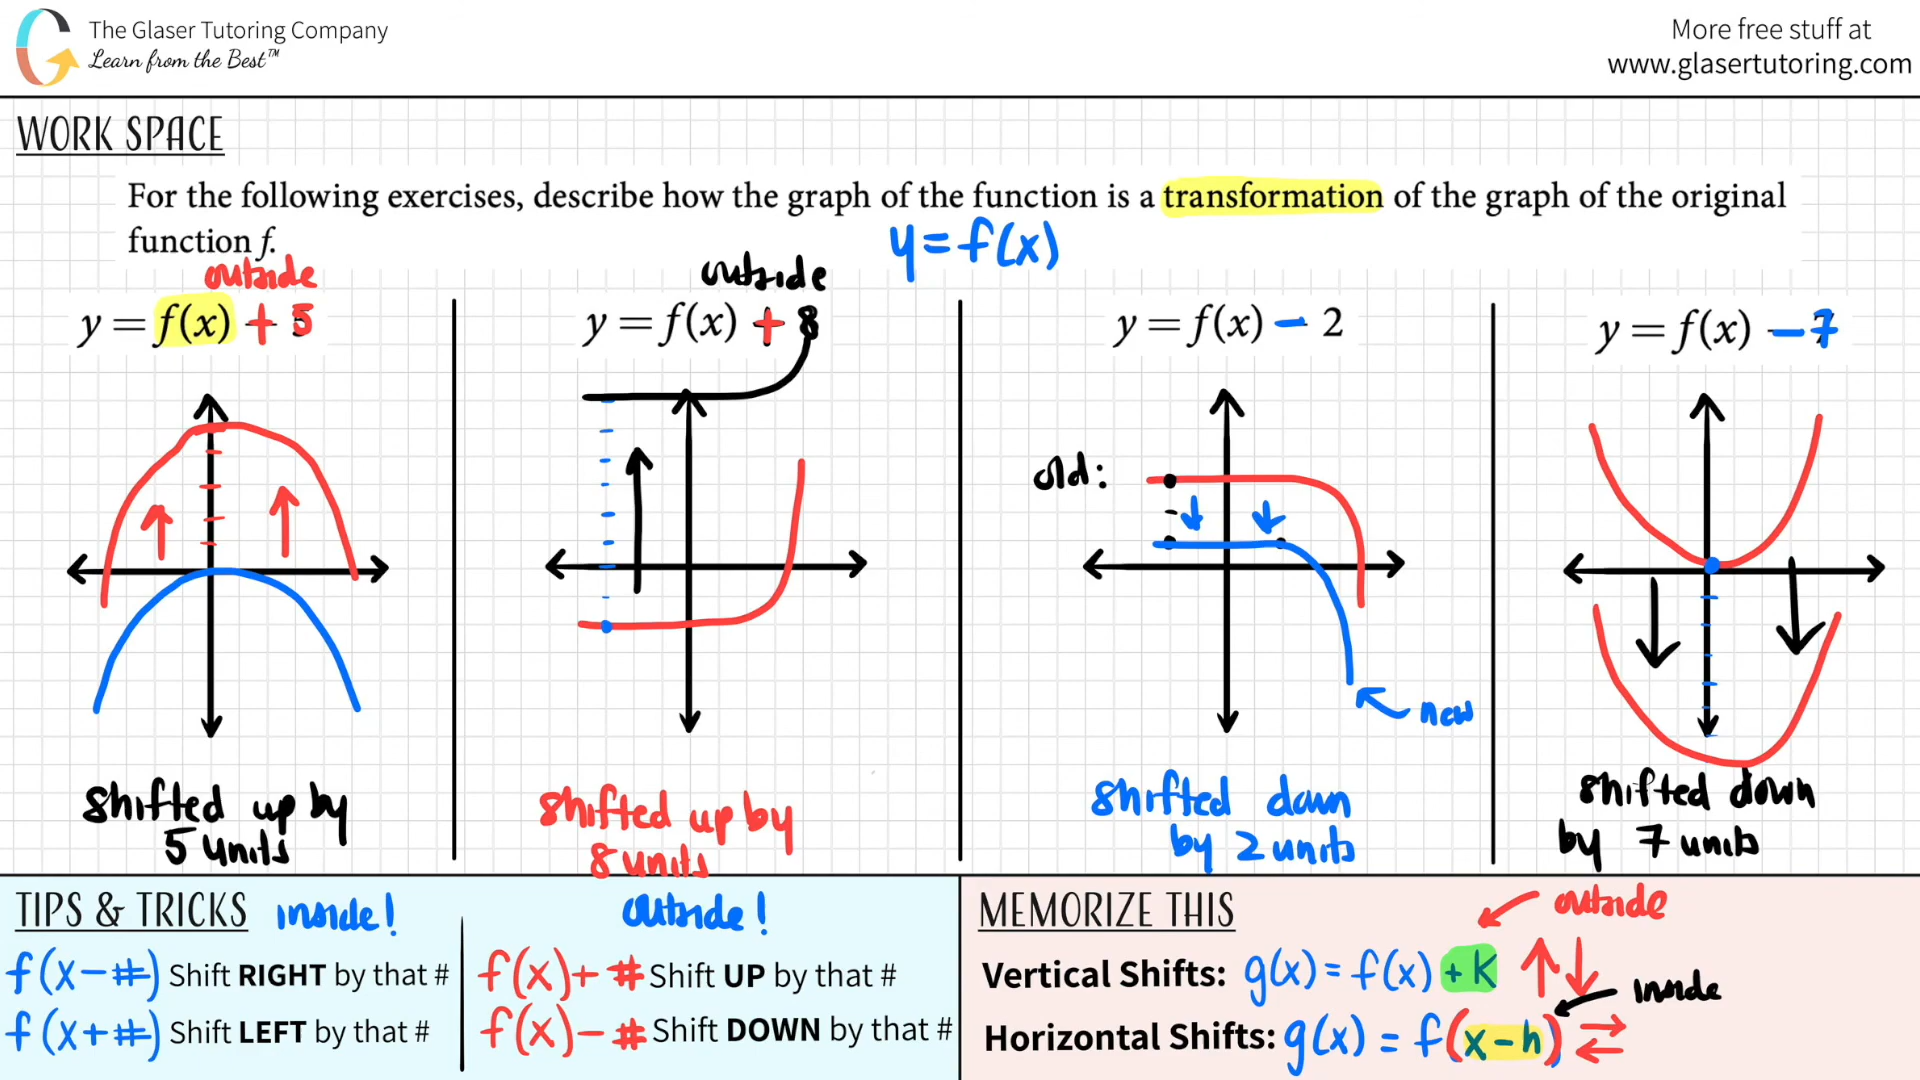 The Glaser Tutoring Company
Learn from the Best™
More free stuff at
www.glasertutoring.com
WORK SPACE
For the following exercises, describe how the graph of the function is a transformation of the graph of the original
function f.
y = f(x)
outside
y = f(x) + 5
shifted up by
5 units
outside
y = f(x) + 8
shifted up by
8 units
y = f(x) − 2
old:
new
shifted down
by 2 units
y = f(x) − 7
shifted down
by 7 units
TIPS & TRICKS inside!
f(x-#) Shift RIGHT by that #
f(x+#) Shift LEFT by that #
outside!
f(x)+ # Shift UP by that #
f(x)- # Shift DOWN by that #
MEMORIZE THIS
outside
Vertical Shifts: g(x) = f(x) + K
inside
Horizontal Shifts: g(x) = f(x-h)